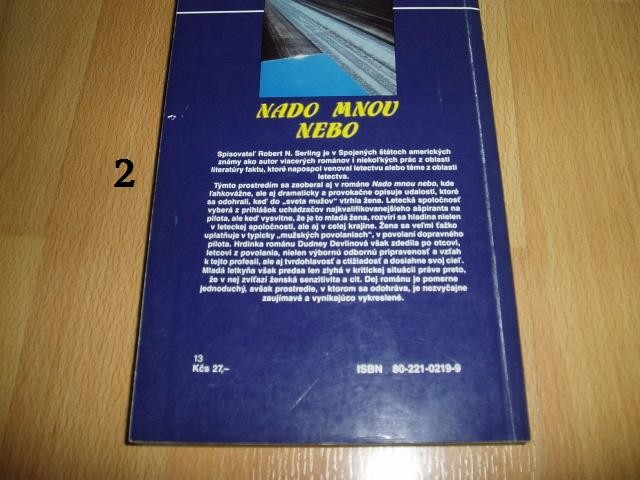 NADO MNOU
NEBO
Spisovateľ Robert N. Serling je v Spojených štátoch amerických
známy ako autor viacerých románov i niekoľkých prác z oblasti
literatúry faktu, ktoré napospol venoval letectvu alebo téme z oblasti
letectva.
Týmto prostredím sa zaoberal aj v románe Nado mnou nebo, kde
ľahkovážne, ale aj dramaticky a provokačne opisuje udalosti, ktoré
sa odohrali, keď do „sveta mužov" vtrhla žena. Letecká spoločnosť
vyberá z prihlášok uchádzačov najkvalifikovanejšieho ašpiranta na
pilota, ale keď vysvitne, že je to mladá žena, rozvíri sa hladina nielen
v leteckej spoločnosti, ale aj v celej krajine. Žena sa veľmi ťažko
uplatňuje v typicky „mužských povolaniach", v povolaní dopravného
pilota. Hrdinka románu Dudney Devlinová však zdedila po otcovi,
letcovi z povolania, nielen výbornú odbornú pripravenosť a vzťah
k tejto profesii, ale aj tvrdohlavosť a ctižiadosť a dosiahne svoj cieľ.
Mladá letkyňa však predsa len zlyhá v kritickej situácii práve preto,
že v nej zvíťazí ženská senzitivita a cit. Dej románu je pomerne
jednoduchý, avšak prostredie, v ktorom sa odohráva, je nezvyčajne
zaujímavé a vynikajúco vykreslené.
2
13
Kčs 27,–
ISBN 80-221-0219-9